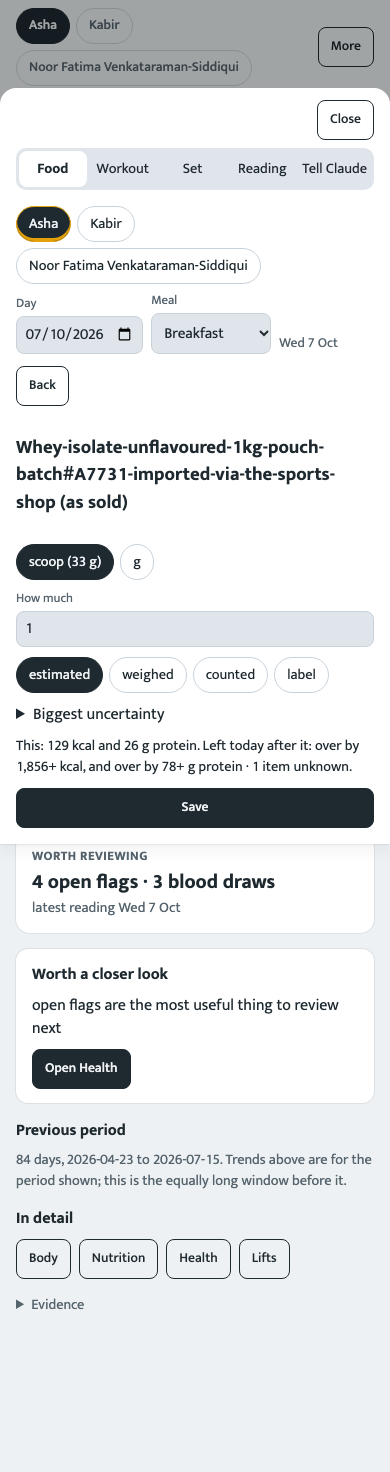 Asha Kabir
Noor Fatima Venkataraman-Siddiqui
More
Close
Food Workout Set Reading Tell Claude
Asha Kabir
Noor Fatima Venkataraman-Siddiqui
Day Meal
07/10/2026 Breakfast Wed 7 Oct
Back
Whey-isolate-unflavoured-1kg-pouch-
batch#A7731-imported-via-the-sports-
shop (as sold)
scoop (33 g) g
How much
1
estimated weighed counted label
Biggest uncertainty
This: 129 kcal and 26 g protein. Left today after it: over by
1,856+ kcal, and over by 78+ g protein · 1 item unknown.
Save
WORTH REVIEWING
4 open flags · 3 blood draws
latest reading Wed 7 Oct
Worth a closer look
open flags are the most useful thing to review
next
Open Health
Previous period
84 days, 2026-04-23 to 2026-07-15. Trends above are for the
period shown; this is the equally long window before it.
In detail
Body Nutrition Health Lifts
Evidence